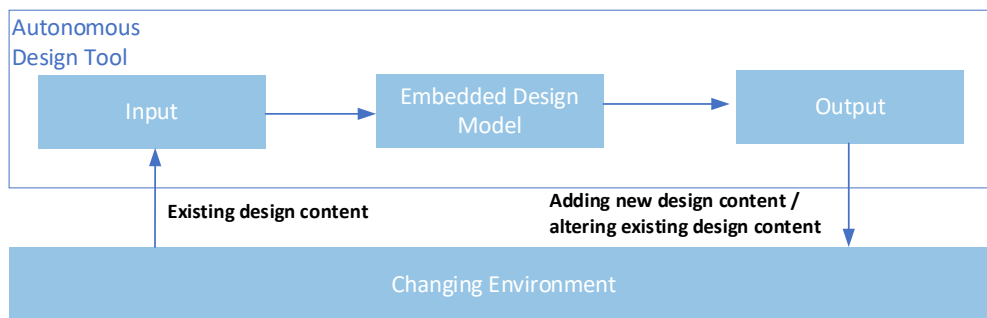 Autonomous
Design Tool
Input
Embedded Design
Model
Output
Existing design content
Adding new design content /
altering existing design content
Changing Environment